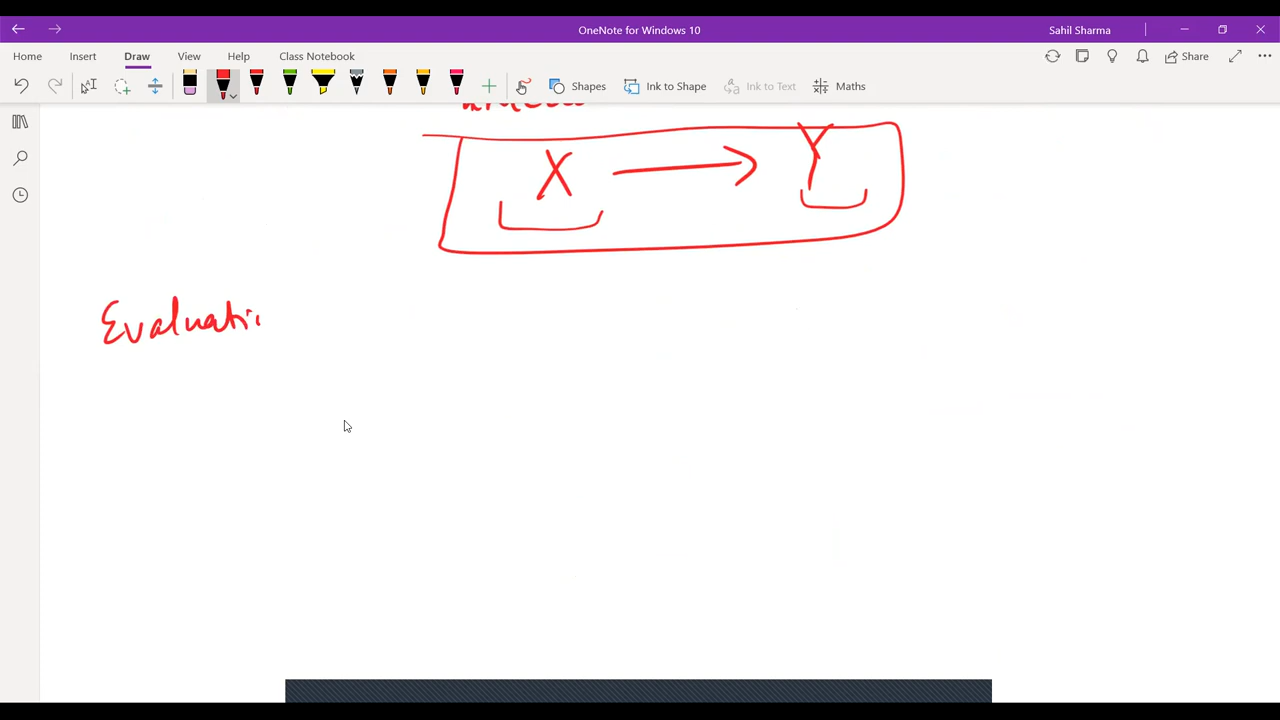 OneNote for Windows 10
Sahil Sharma
Home Insert Draw View Help Class Notebook
Share
Shapes Ink to Shape Ink to Text Maths
X → Y
Evaluati